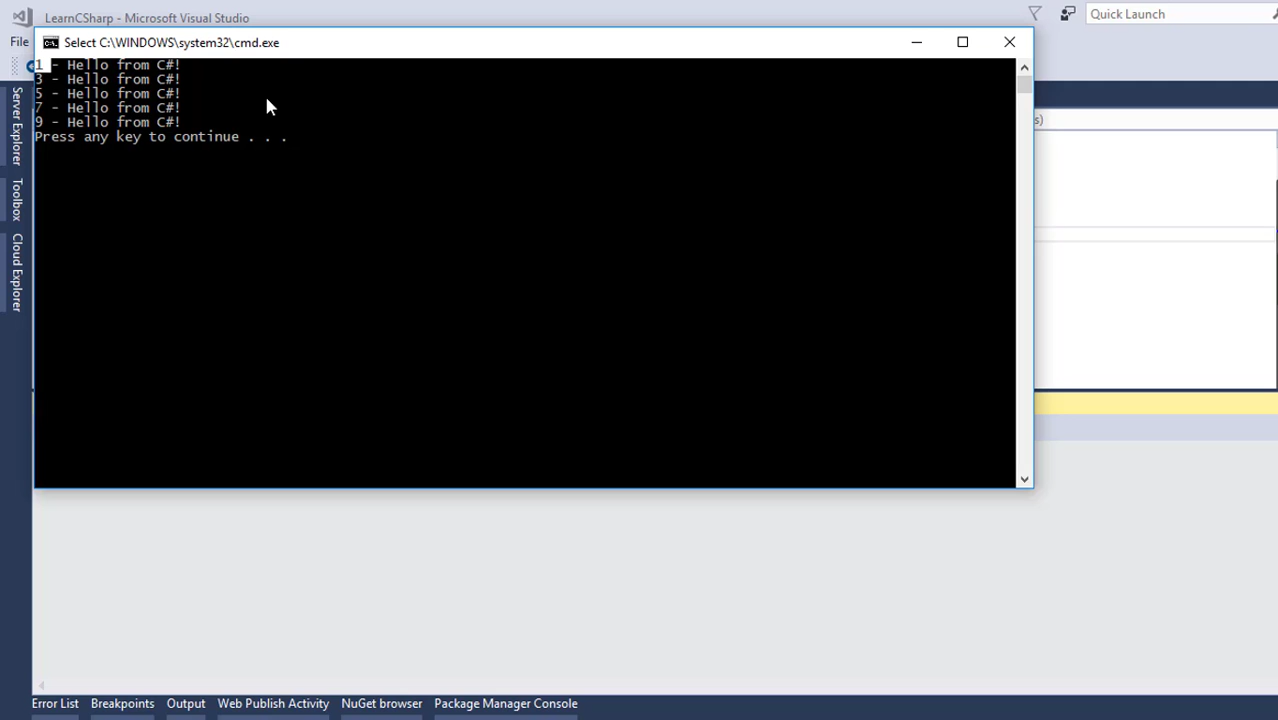 LearnCSharp - Microsoft Visual Studio
Quick Launch
File
Select C:\WINDOWS\system32\cmd.exe
C:\.
1 - Hello from C#!
3 - Hello from C#!
5 - Hello from C#!
7 - Hello from C#!
9 - Hello from C#!
Press any key to continue . . .
s)
Server Explorer
Toolbox
Cloud Explorer
Error List
Breakpoints
Output
Web Publish Activity
NuGet browser
Package Manager Console